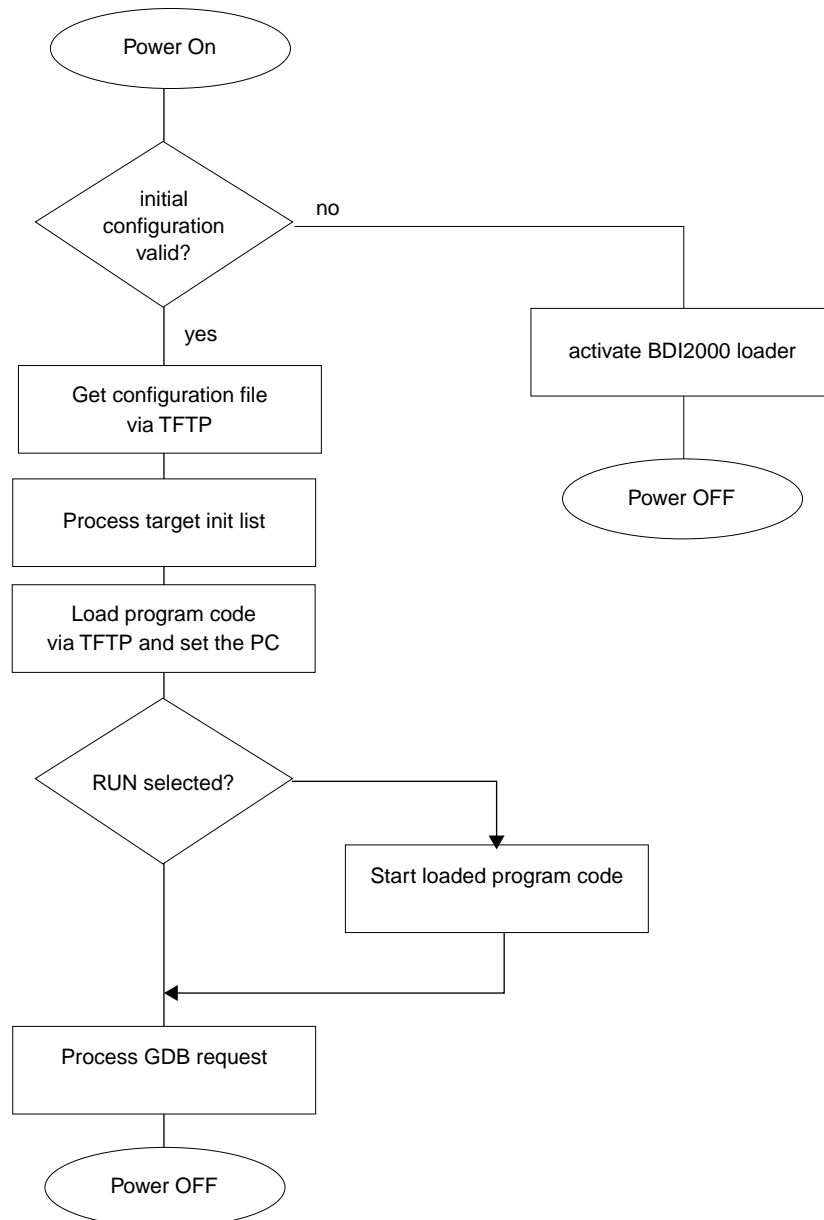 Power On
initial
configuration
valid?
no
yes
activate BDI2000 loader
Get configuration file
via TFTP
Power OFF
Process target init list
Load program code
via TFTP and set the PC
RUN selected?
Start loaded program code
Process GDB request
Power OFF